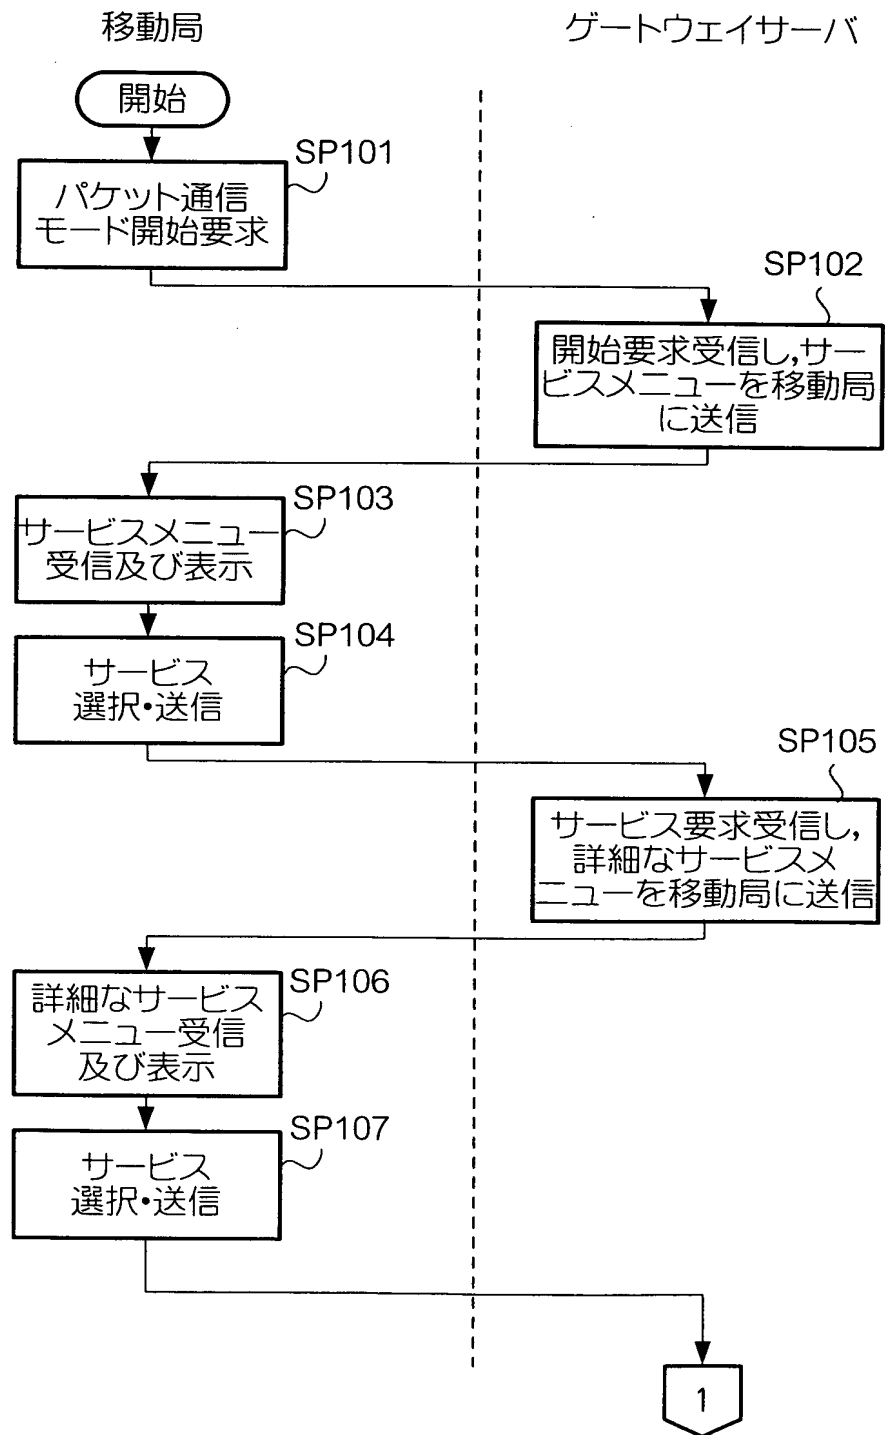 移動局
ゲートウェイサーバ
開始
SP101
パケット通信
モード開始要求
SP102
開始要求受信し,サー
ビスメニューを移動局
に送信
SP103
サービスメニュー
受信及び表示
SP104
サービス
選択・送信
SP105
サービス要求受信し,
詳細なサービスメ
ニューを移動局に送信
SP106
詳細なサービス
メニュー受信
及び表示
SP107
サービス
選択・送信
1